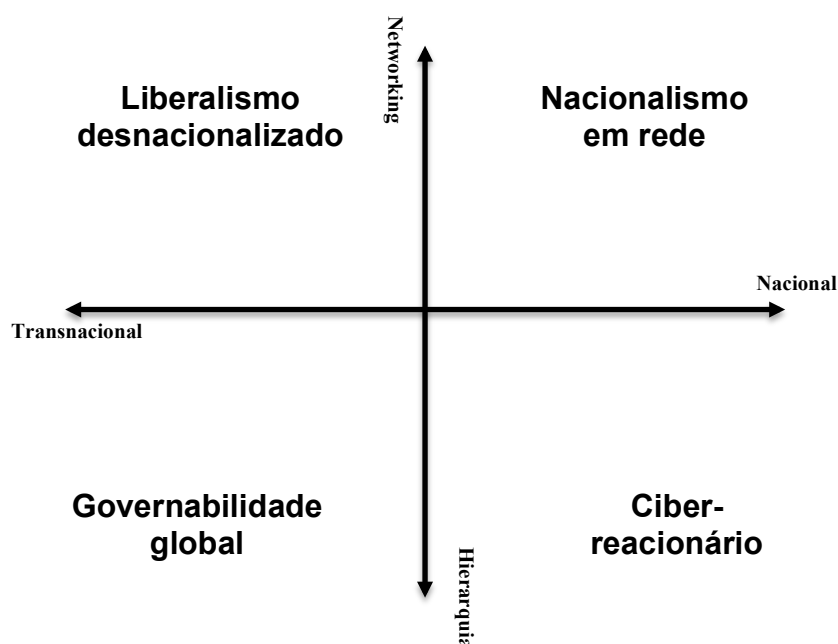 Networking
Liberalismo
desnacionalizado
Nacionalismo
em rede
Nacional
Transnacional
Governabilidade
global
Ciber-
reacionário
Hierarquia